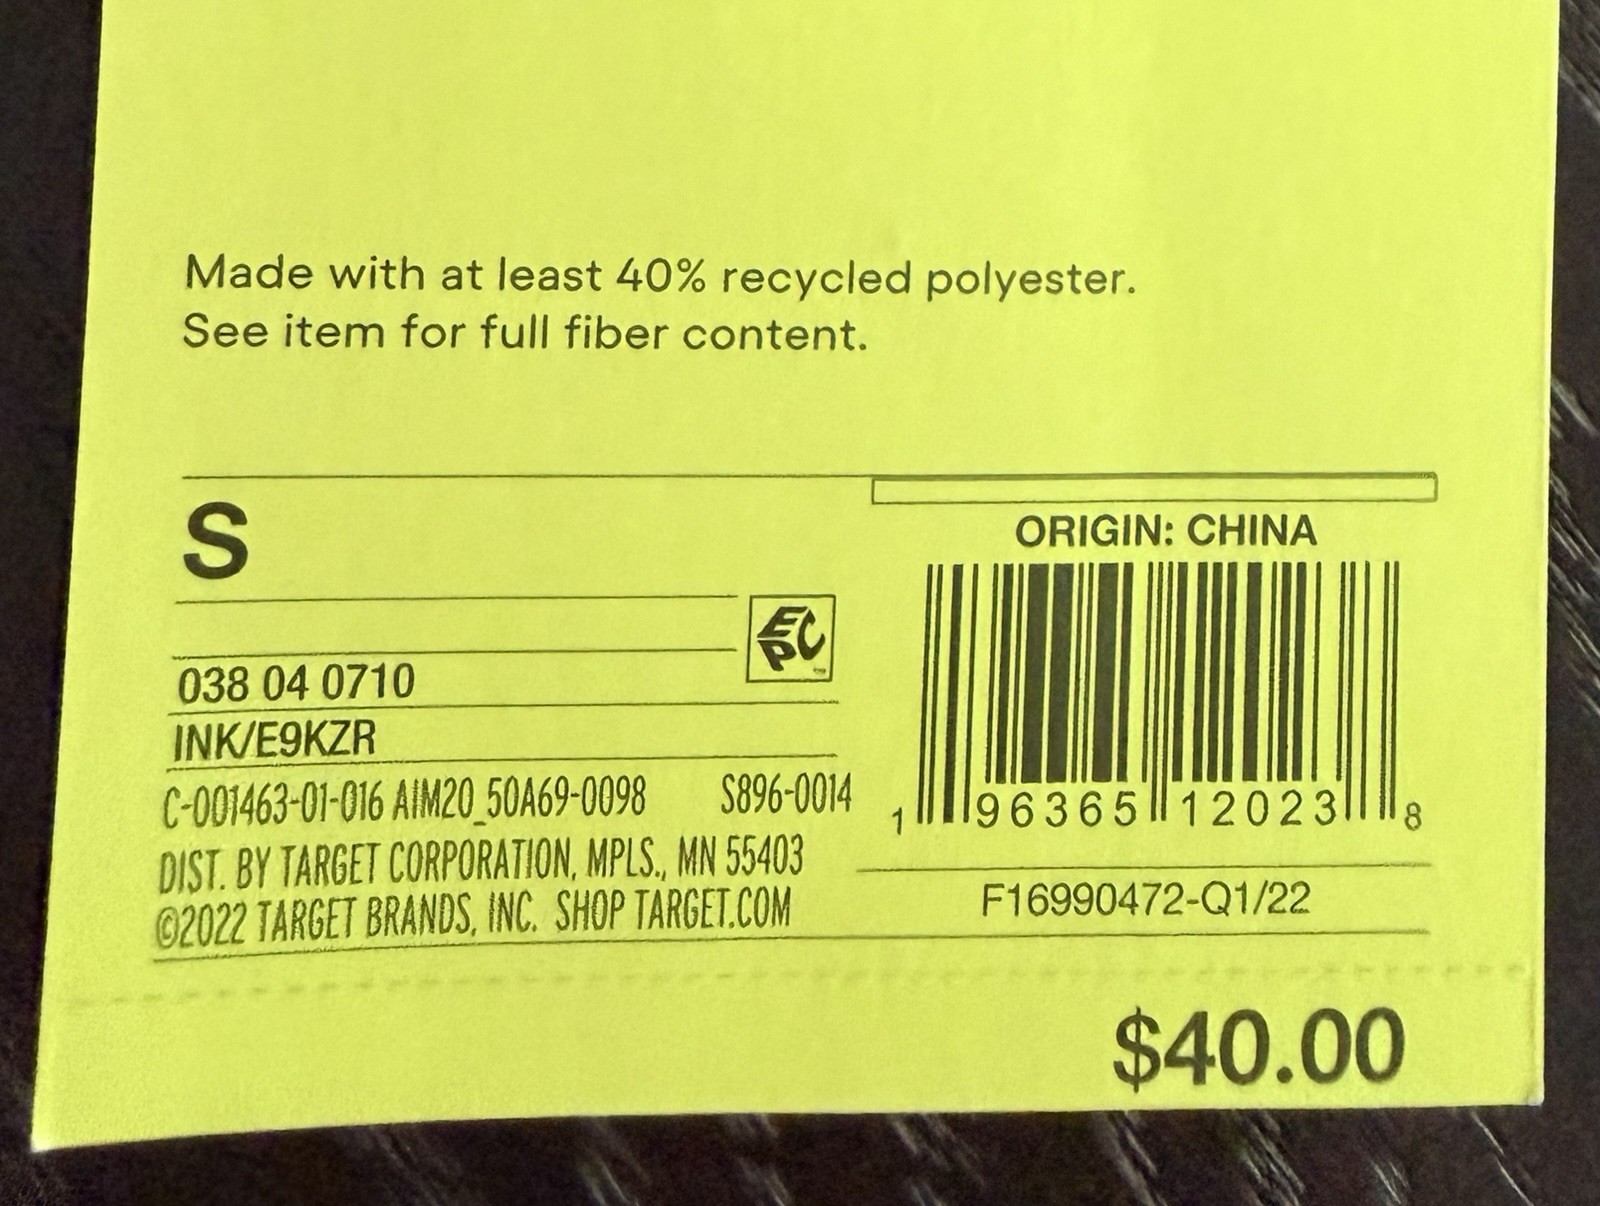 Made with at least 40% recycled polyester.
See item for full fiber content.
S
EPC
038 04 0710
INK/E9KZR
C-001463-01-016 AIM20_50A69-0098 S896-0014
DIST. BY TARGET CORPORATION, MPLS., MN 55403
©2022 TARGET BRANDS, INC. SHOP TARGET.COM
ORIGIN: CHINA
1 96365 12023 8
F16990472-Q1/22
$40.00